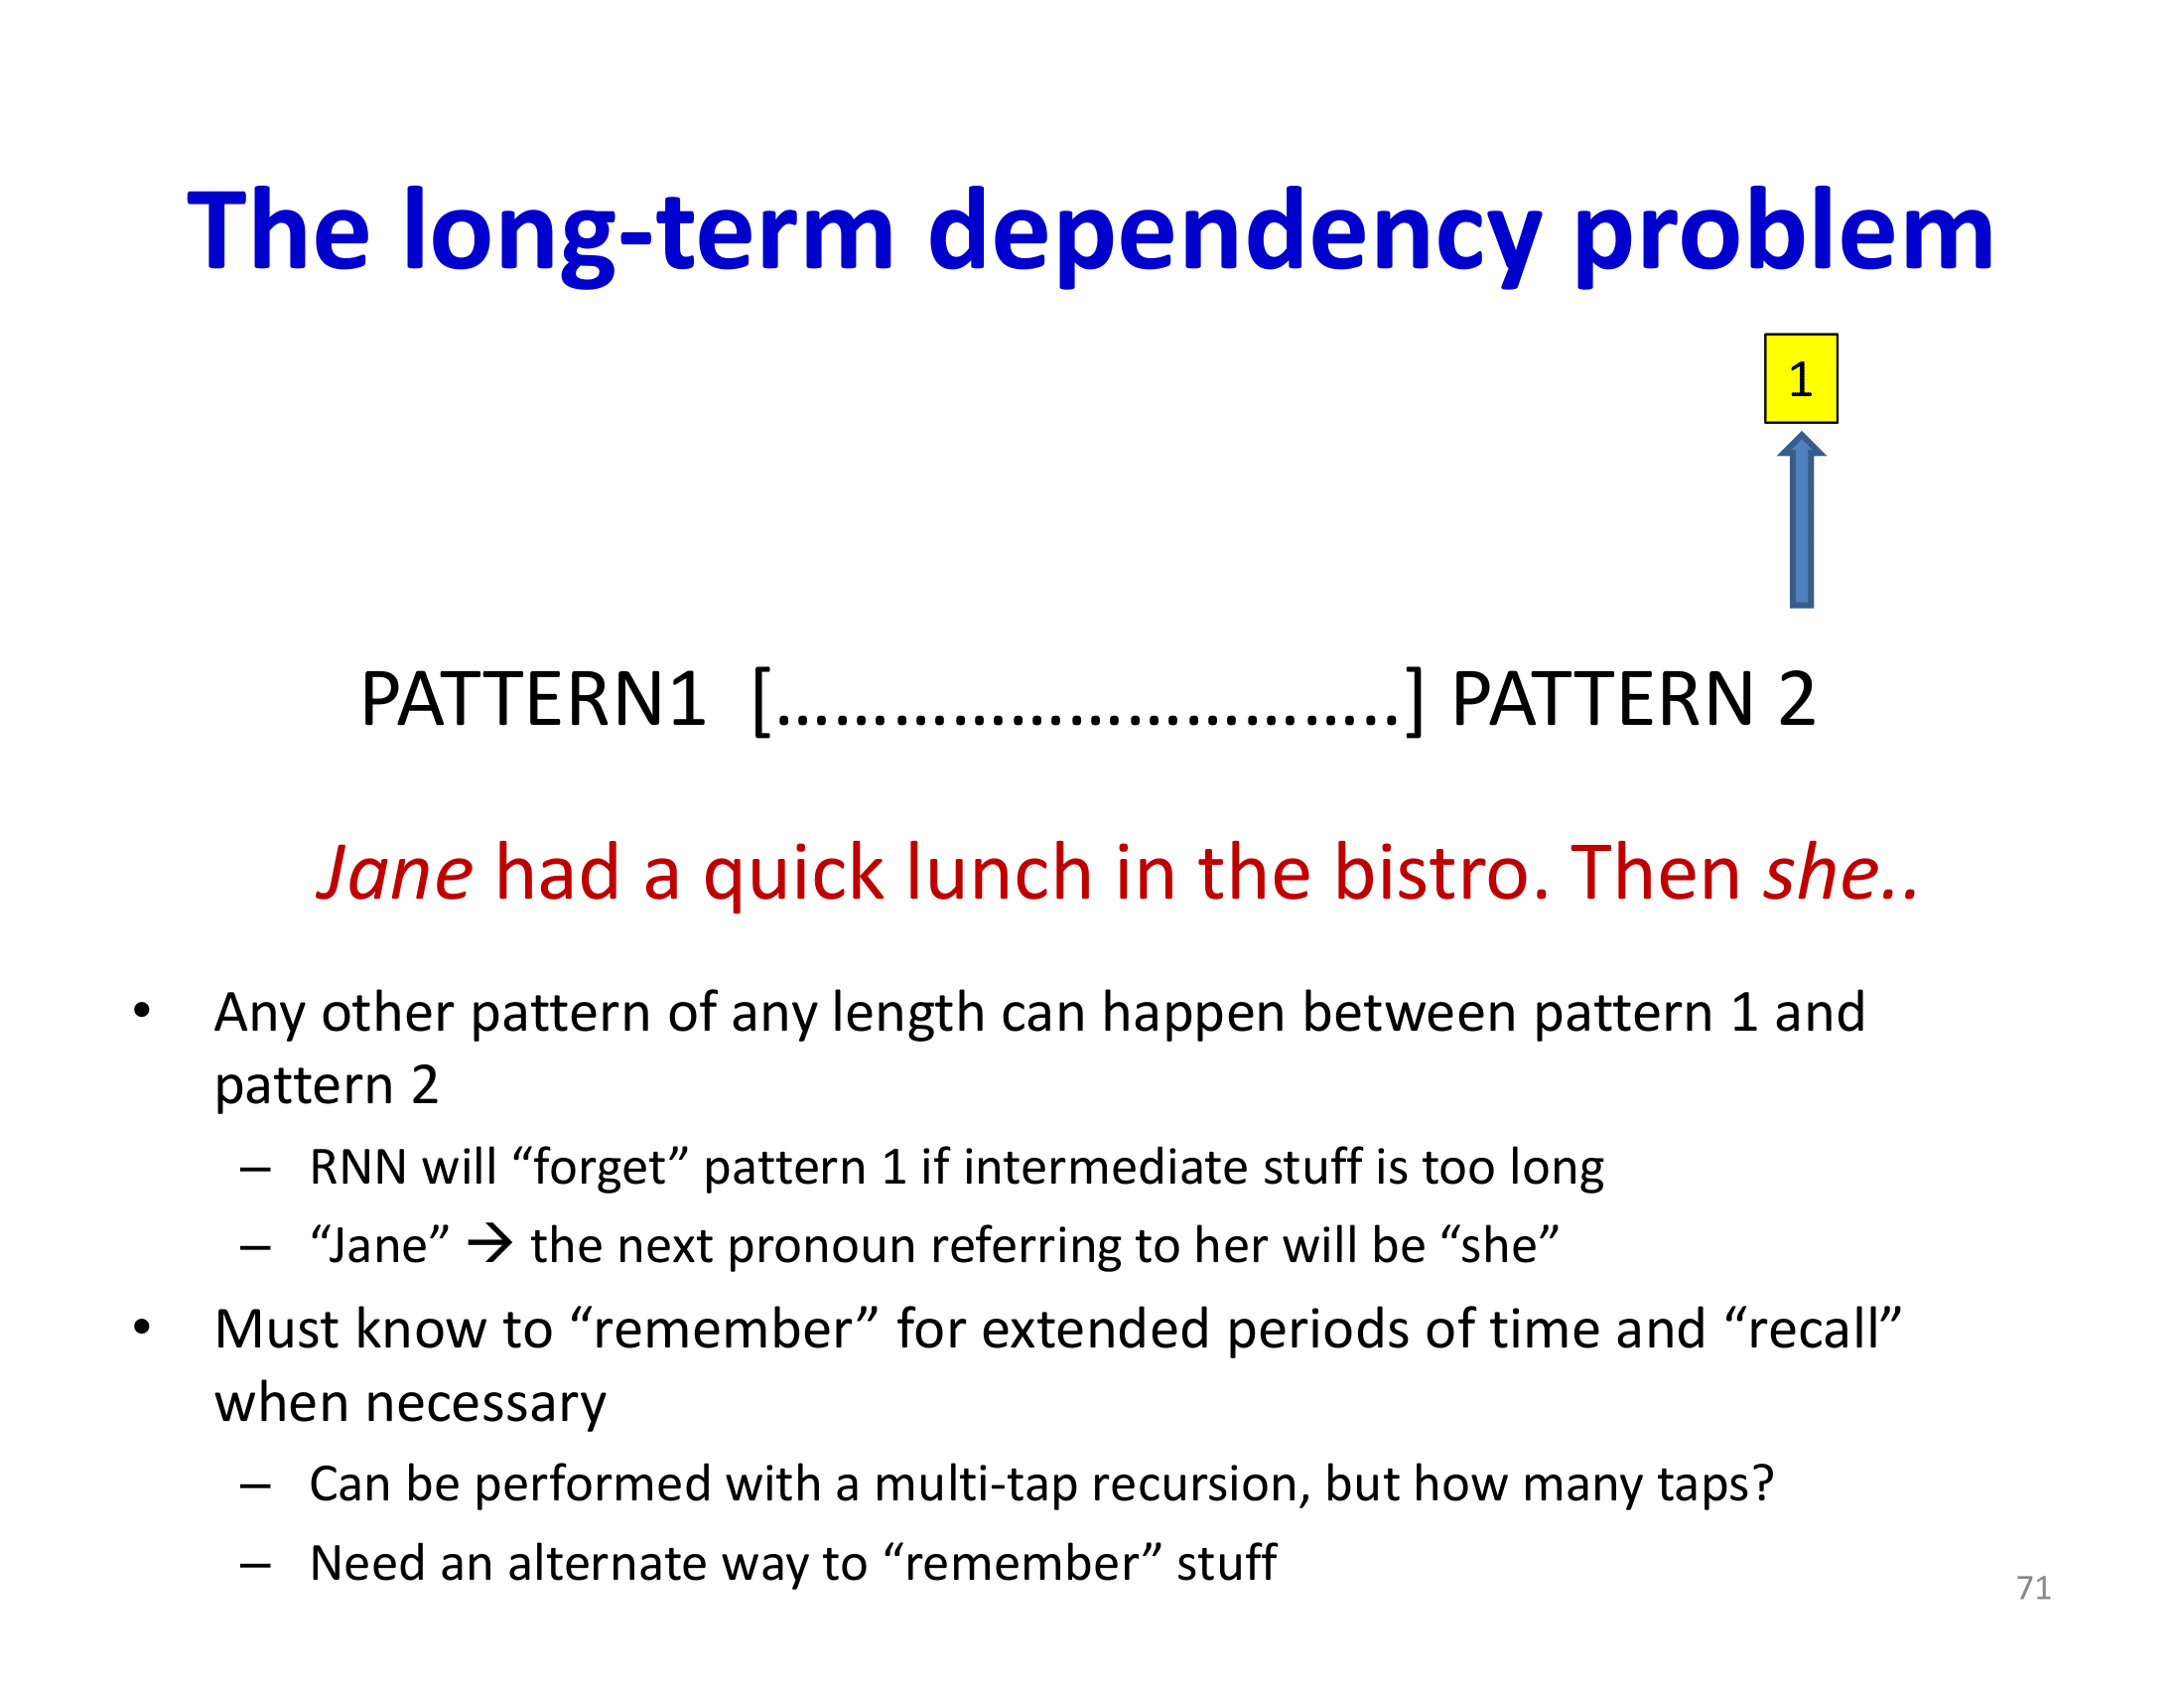 The long-term dependency problem
1
PATTERN1 […………………………..] PATTERN 2
Jane had a quick lunch in the bistro. Then she..
• Any other pattern of any length can happen between pattern 1 and
pattern 2
– RNN will “forget” pattern 1 if intermediate stuff is too long
– “Jane” → the next pronoun referring to her will be “she”
• Must know to “remember” for extended periods of time and “recall”
when necessary
– Can be performed with a multi-tap recursion, but how many taps?
– Need an alternate way to “remember” stuff
71